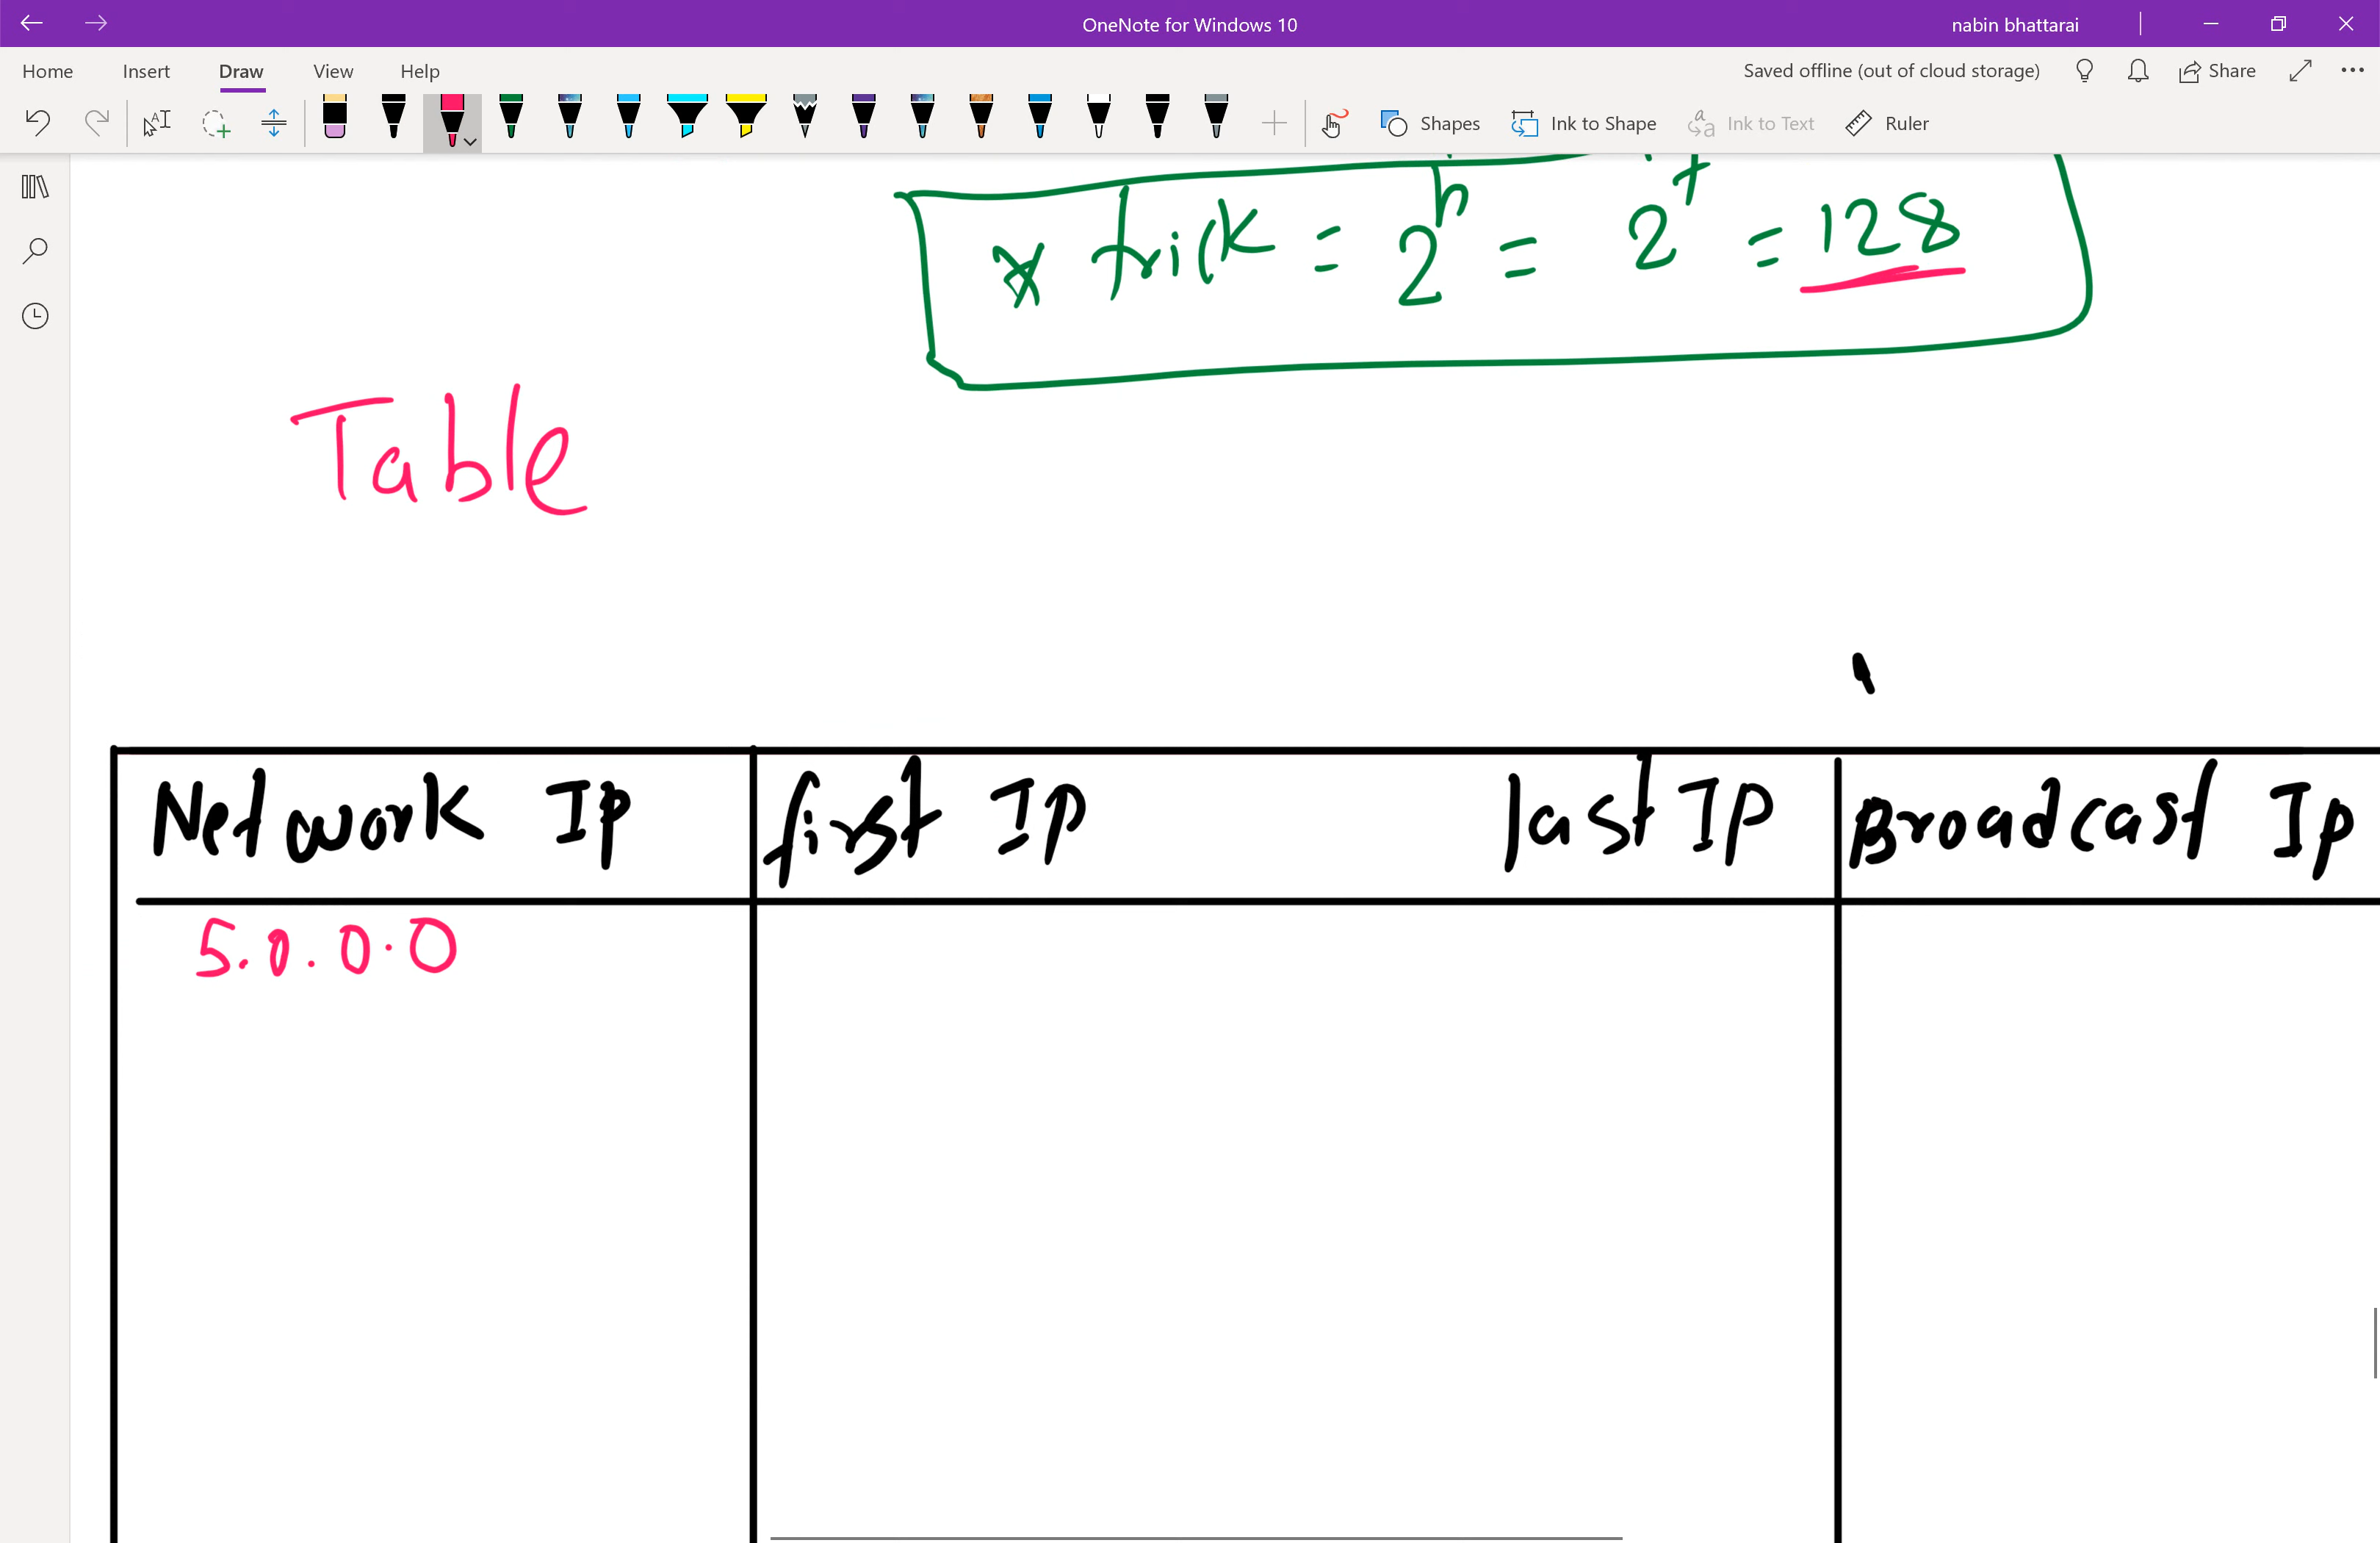 OneNote for Windows 10
nabin bhattarai
Home Insert Draw View Help
Saved offline (out of cloud storage)
Share
Shapes Ink to Shape Ink to Text Ruler
* trick = 2^h = 2^7 = 128
Table
Network Ip first Ip last Ip Broadcast Ip
5.0.0.0